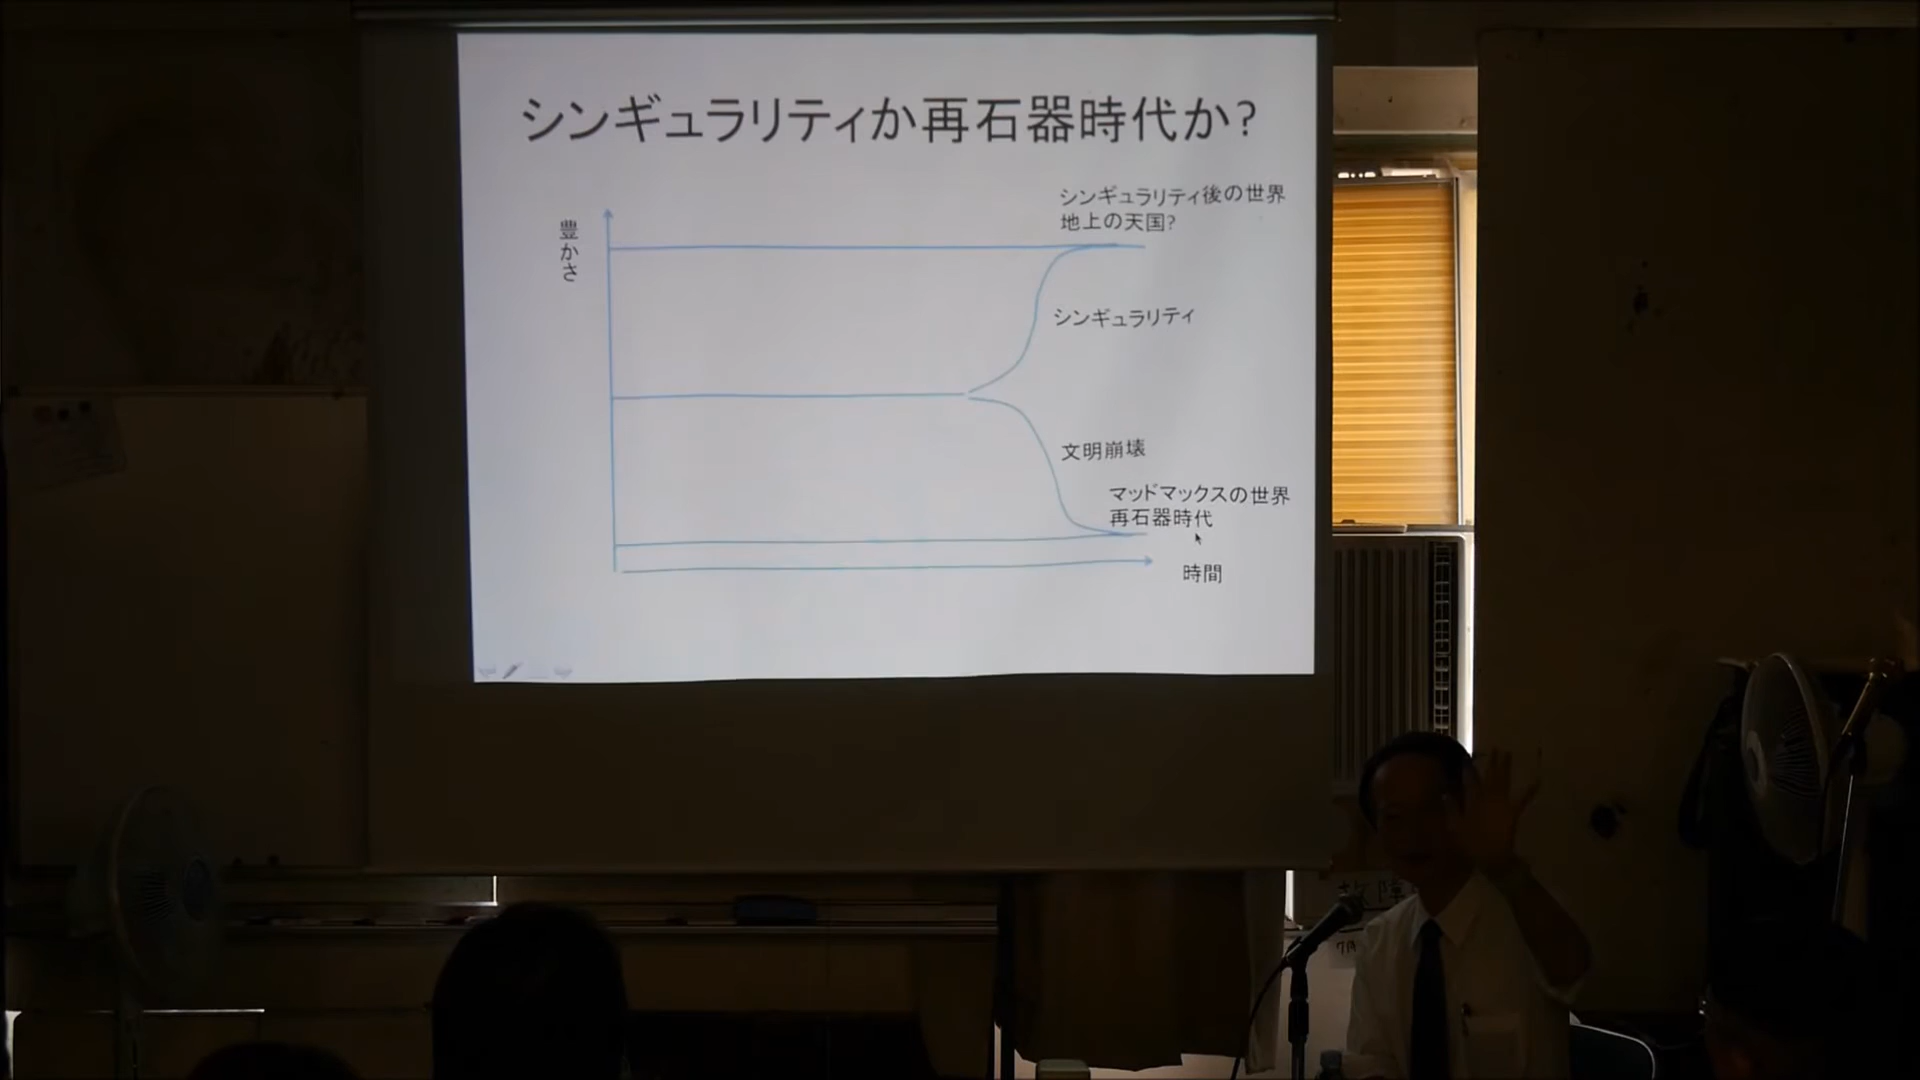 シンギュラリティか再石器時代か?
シンギュラリティ後の世界
地上の天国?
豊かさ
シンギュラリティ
文明崩壊
マッドマックスの世界
再石器時代
時間